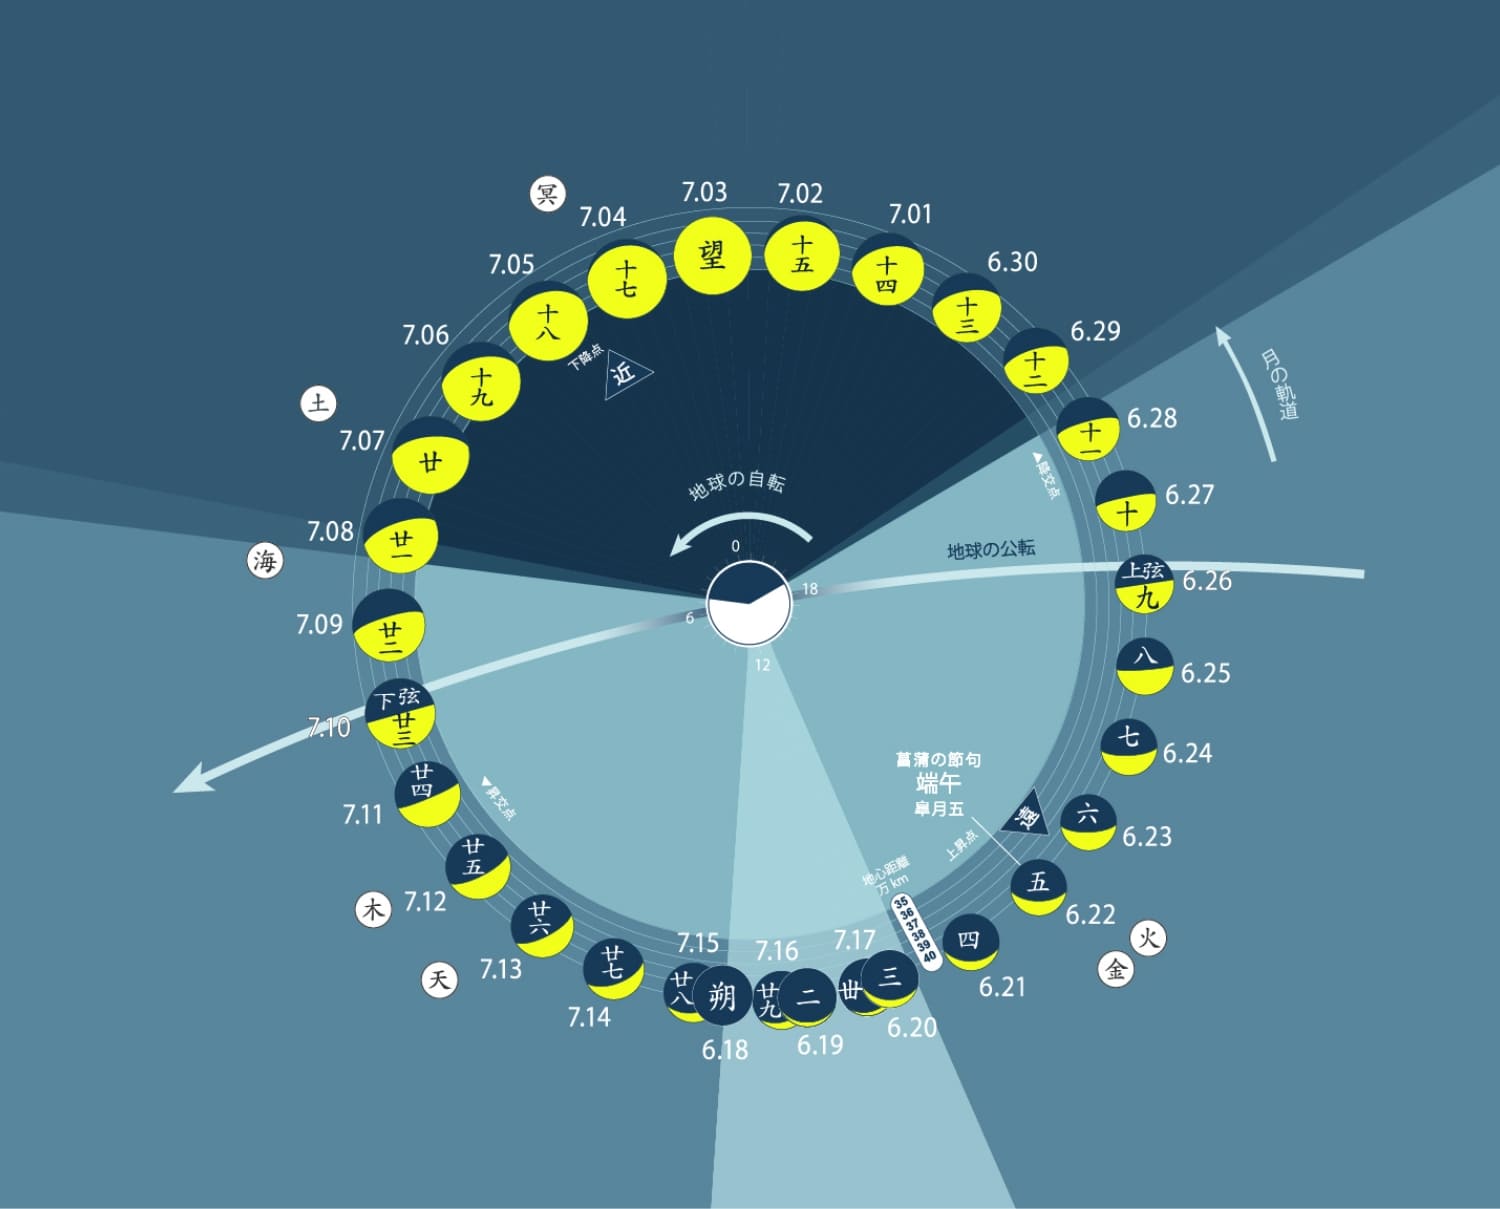 冥
7.04
7.03
7.02
7.01
6.30
6.29
6.28
6.27
6.26
6.25
6.24
6.23
6.22
6.21
6.20
6.19
6.18
7.17
7.16
7.15
7.14
7.13
7.12
7.11
7.10
7.09
7.08
7.07
7.06
7.05
望
十五
十四
十三
十二
十一
十
上弦
九
八
七
六
五
四
三
二
朔
丗
廿九
廿八
廿七
廿六
廿五
廿四
下弦
廿三
廿二
廿一
廿
十九
十八
十七
土
海
木
天
火
金
下降点
近
地球の自転
0
18
12
6
地球の公転
月の軌道
▲降交点
▲昇交点
菖蒲の節句
端午
皐月五
遠
上昇点
地心距離
万 km
35
36
37
38
39
40